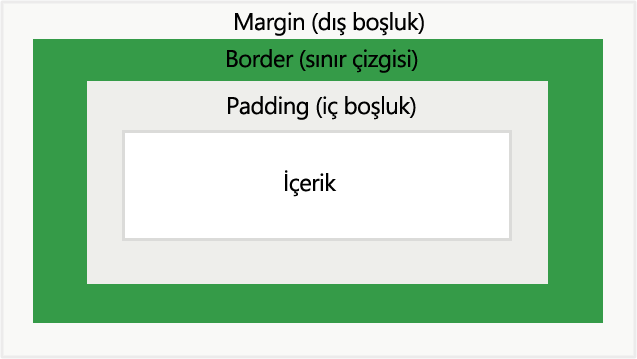 Margin (dış boşluk)
Border (sınır çizgisi)
Padding (iç boşluk)
İçerik